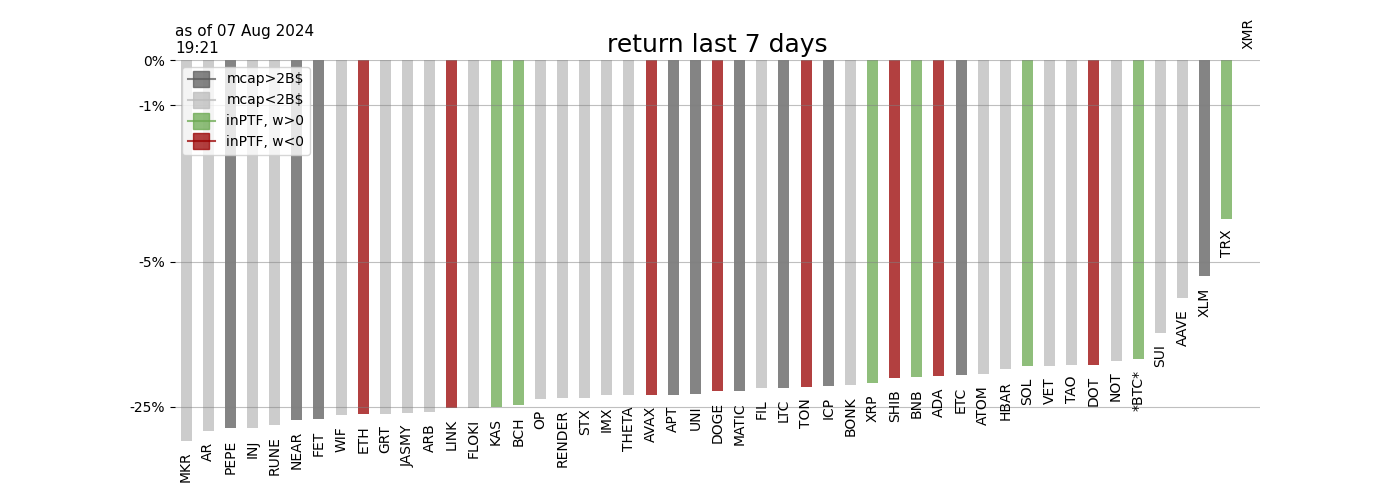 as of 07 Aug 2024
19:21
return last 7 days
XMR
0%
-1%
-5%
-25%
mcap>2B$
mcap<2B$
inPTF, w>0
inPTF, w<0
MKR
AR
PEPE
INJ
RUNE
NEAR
FET
WIF
ETH
GRT
JASMY
ARB
LINK
FLOKI
KAS
BCH
OP
RENDER
STX
IMX
THETA
AVAX
APT
UNI
DOGE
MATIC
FIL
LTC
TON
ICP
BONK
XRP
SHIB
BNB
ADA
ETC
ATOM
HBAR
SOL
VET
TAO
DOT
NOT
*BTC*
SUI
AAVE
XLM
TRX